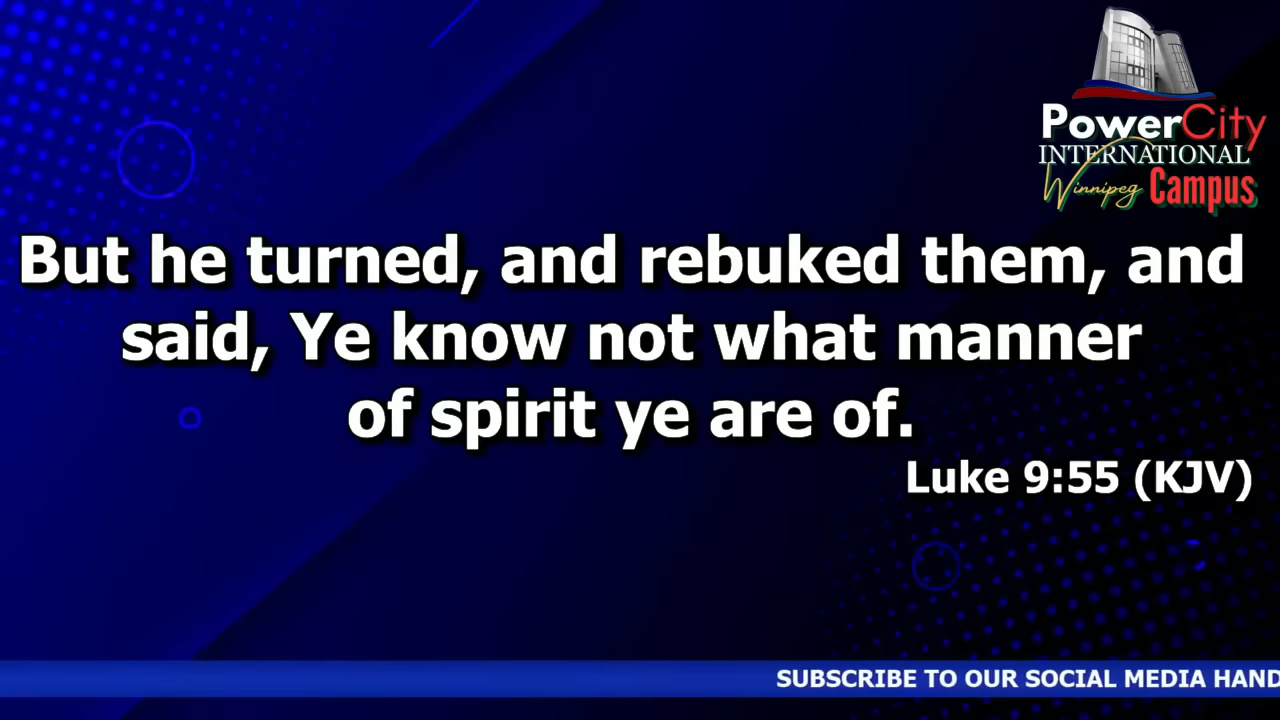 PowerCity
INTERNATIONAL
Winnipeg Campus
But he turned, and rebuked them, and
said, Ye know not what manner
of spirit ye are of.
Luke 9:55 (KJV)
SUBSCRIBE TO OUR SOCIAL MEDIA HAND